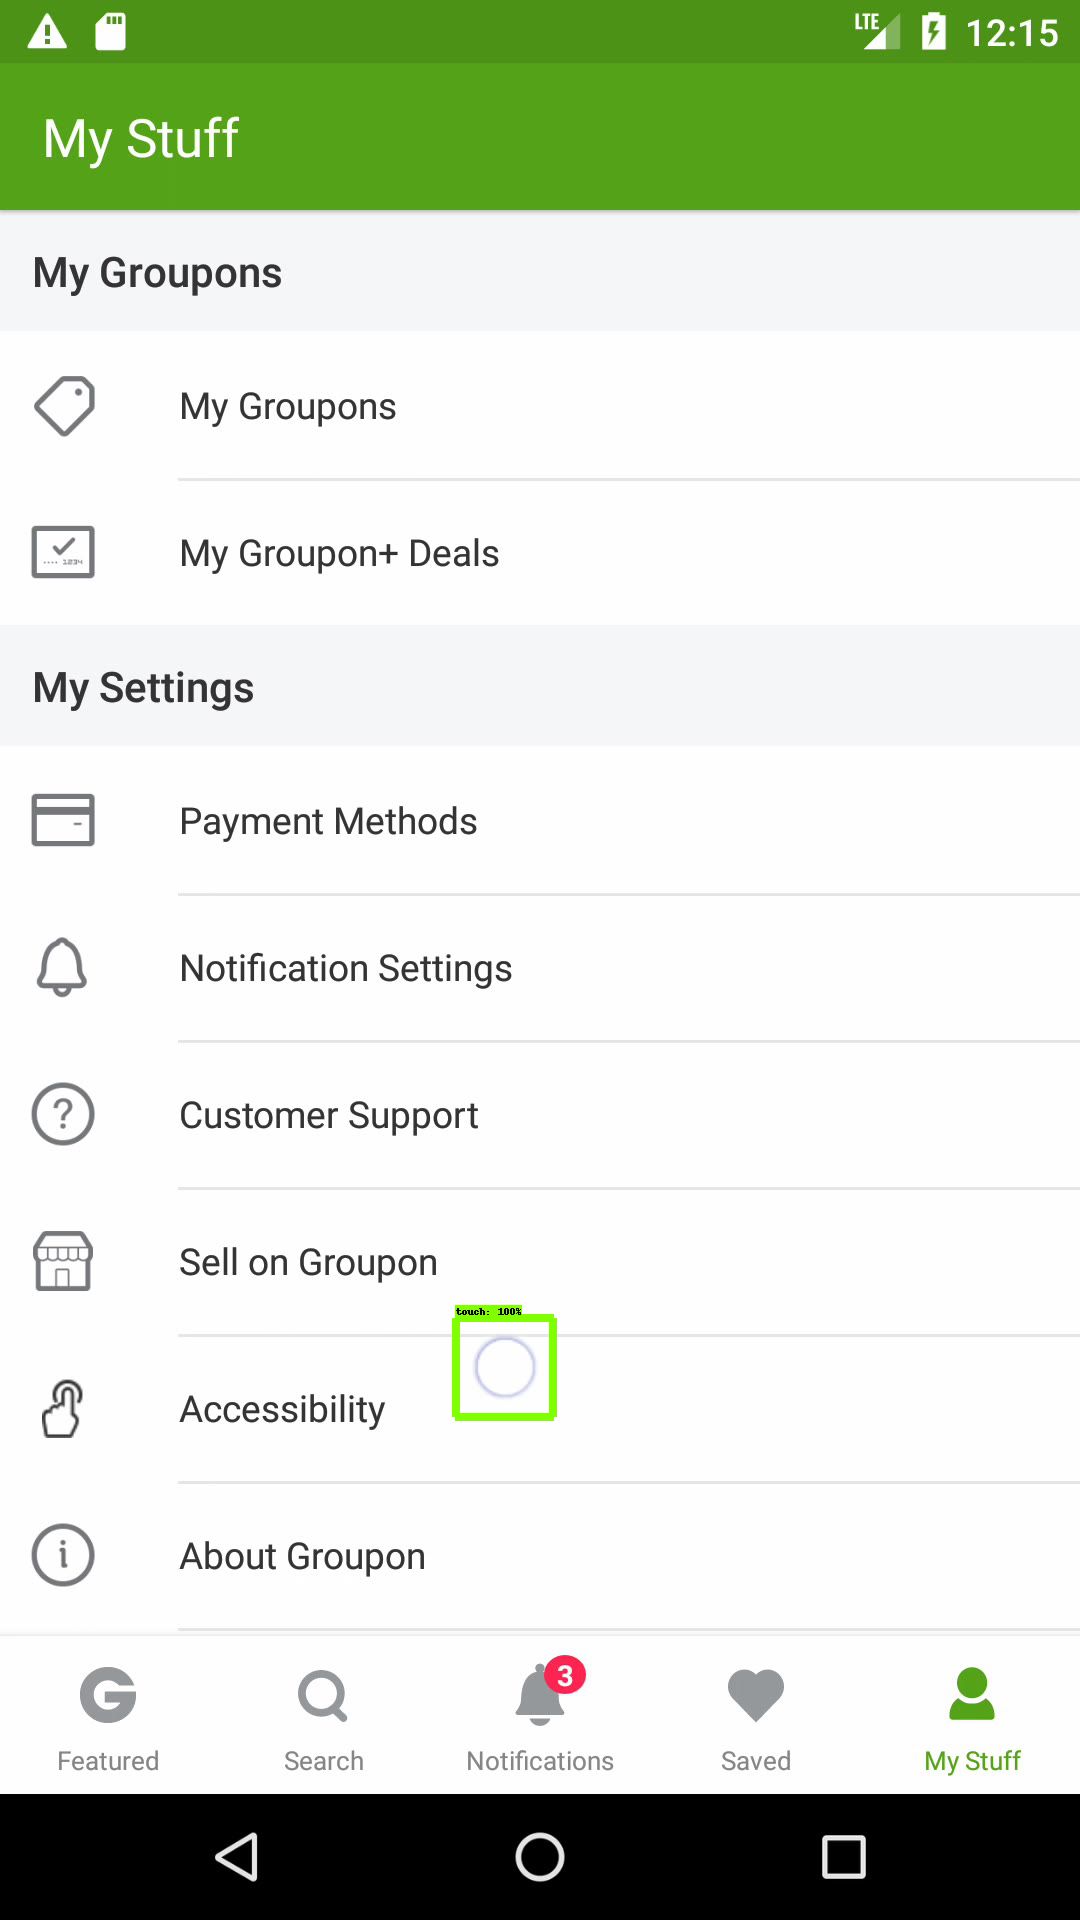 LTE 12:15
My Stuff
My Groupons
My Groupons
1234
My Groupon+ Deals
My Settings
Payment Methods
Notification Settings
? Customer Support
Sell on Groupon
touch: 100%
Accessibility
i About Groupon
G 3
Featured Search Notifications Saved My Stuff